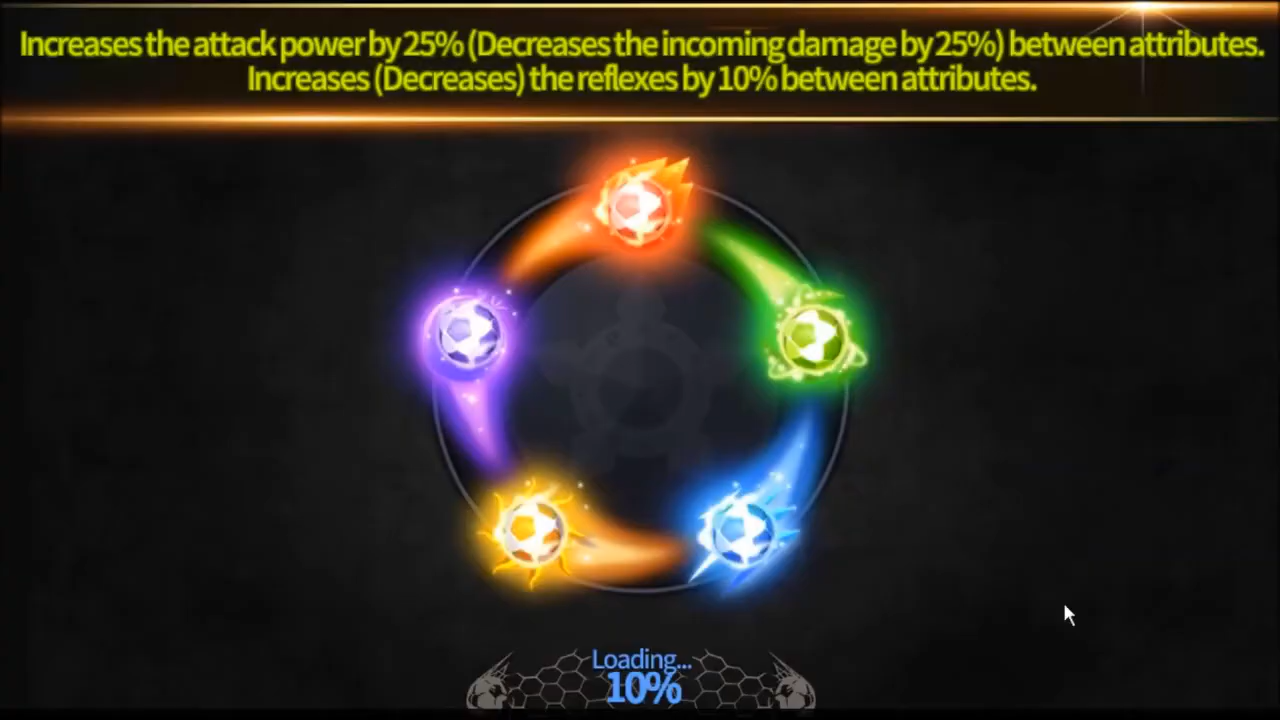 Increases the attack power by 25% (Decreases the incoming damage by 25%) between attributes.
Increases (Decreases) the reflexes by 10% between attributes.
Loading...
10%